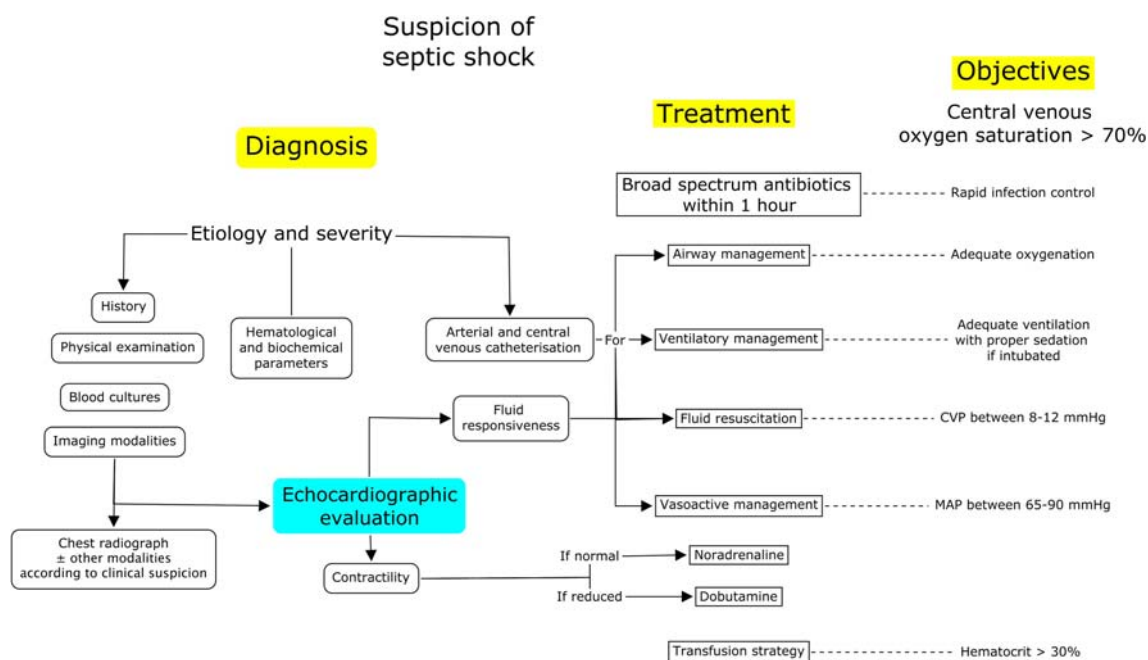 Suspicion of
septic shock
Objectives
Treatment
Central venous
oxygen saturation > 70%
Diagnosis
Broad spectrum antibiotics
within 1 hour
Rapid infection control
Etiology and severity
Airway management
Adequate oxygenation
History
Physical examination
Hematological
and biochemical
parameters
Arterial and central
venous catheterisation
For
Ventilatory management
Adequate ventilation
with proper sedation
if intubated
Blood cultures
Imaging modalities
Fluid
responsiveness
Fluid resuscitation
CVP between 8-12 mmHg
Echocardiographic
evaluation
Vasoactive management
MAP between 65-90 mmHg
Chest radiograph
± other modalities
according to clinical suspicion
Contractility
If normal
Noradrenaline
If reduced
Dobutamine
Transfusion strategy
Hematocrit > 30%